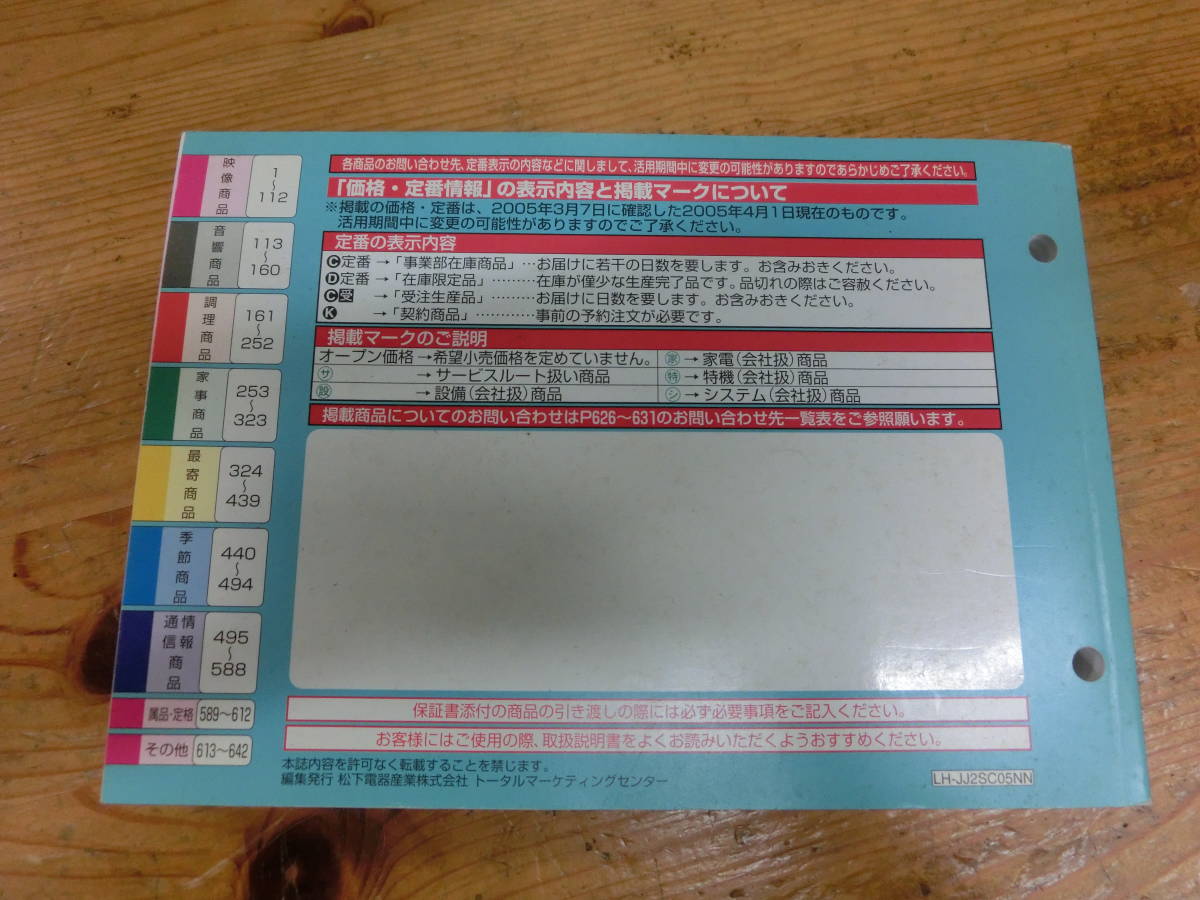 映像商品
1〜112
音響商品
113〜160
調理商品
161〜252
家事商品
253〜323
最寄商品
324〜439
季節商品
440〜494
情報通信商品
495〜588
属品・定格 589〜612
その他 613〜642
各商品のお問い合わせ先、定番表示の内容などに関しまして、活用期間中に変更の可能性がありますのであらかじめご了承ください。
「価格・定番情報」の表示内容と掲載マークについて
※掲載の価格・定番は、2005年3月7日に確認した2005年4月1日現在のものです。
活用期間中に変更の可能性がありますのでご了承ください。
定番の表示内容
Ⓒ定番→「事業部在庫商品」…お届けに若干の日数を要します。お含みおきください。
Ⓓ定番→「在庫限定品」………在庫が僅少な生産完了品です。品切れの際はご容赦ください。
Ⓒ受→「受注生産品」………お届けに日数を要します。お含みおきください。
Ⓚ→「契約商品」…………事前の予約注文が必要です。
掲載マークのご説明
オープン価格→希望小売価格を定めていません。 家→家電(会社扱)商品
サ→サービスルート扱い商品 特→特機(会社扱)商品
設→設備(会社扱)商品 シ→システム(会社扱)商品
掲載商品についてのお問い合わせはP626〜631のお問い合わせ先一覧表をご参照願います。
保証書添付の商品の引き渡しの際には必ず必要事項をご記入ください。
お客様にはご使用の際、取扱説明書をよくお読みいただくようおすすめください。
本誌内容を許可なく転載することを禁じます。
編集発行 松下電器産業株式会社 トータルマーケティングセンター
LH-JJ2SC05NN